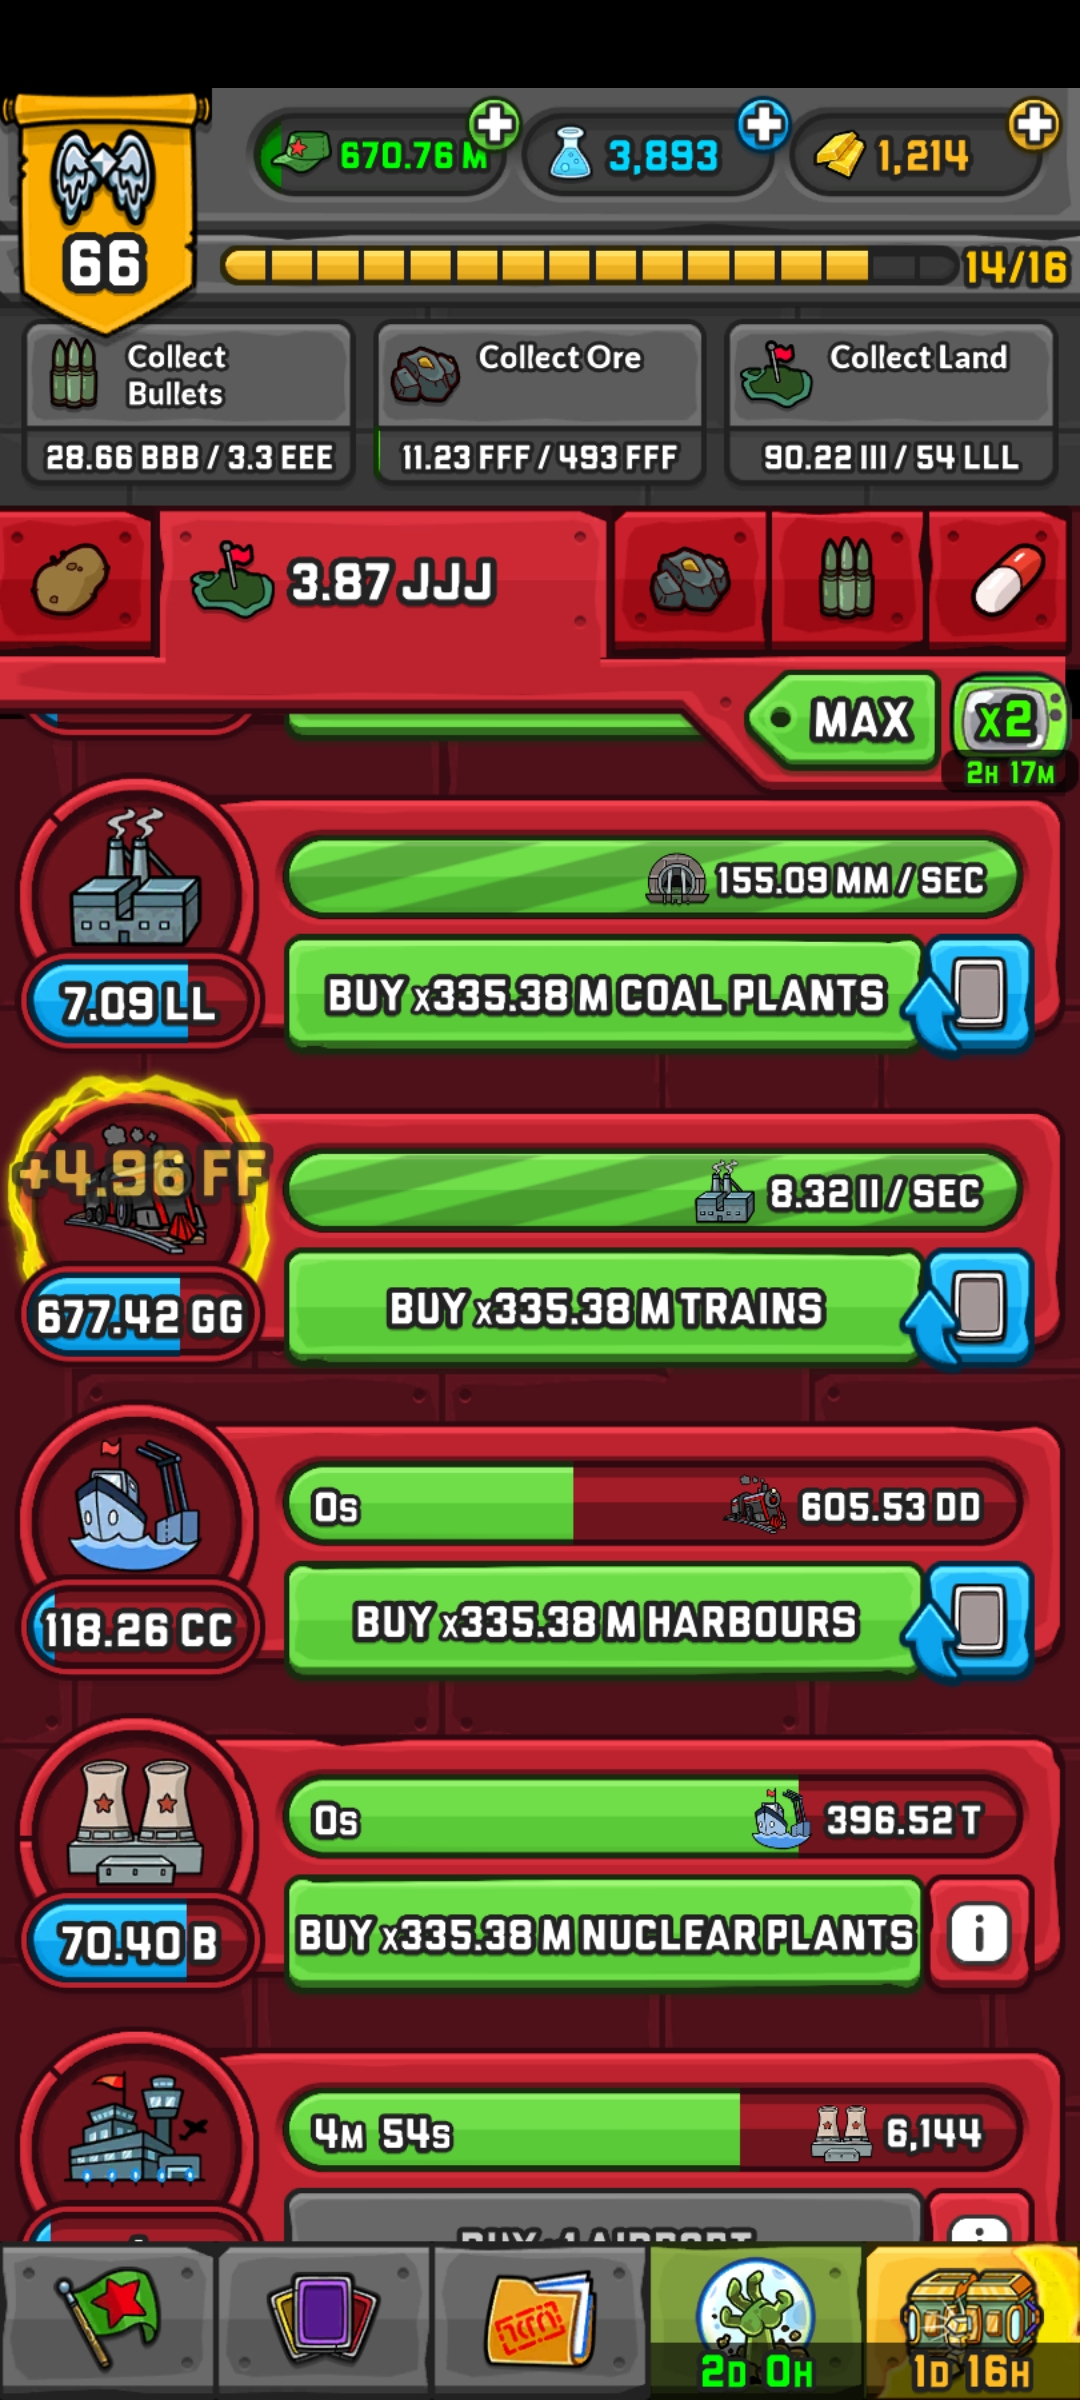 670.76 M
3,893
1,214
66
14/16
Collect
Bullets
28.66 BBB / 3.3 EEE
Collect Ore
11.23 FFF / 493 FFF
Collect Land
90.22 III / 54 LLL
3.87 JJJ
MAX
x2
2H 17M
155.09 MM / SEC
7.09 LL
BUY x335.38 M COAL PLANTS
+4.96 FF
8.32 II / SEC
677.42 GG
BUY x335.38 M TRAINS
0s
605.53 DD
118.26 CC
BUY x335.38 M HARBOURS
0s
396.52 T
70.40 B
BUY x335.38 M NUCLEAR PLANTS
i
4M 54s
6,144
BUY x1 AIRPORT
2D 0H
1D 16H